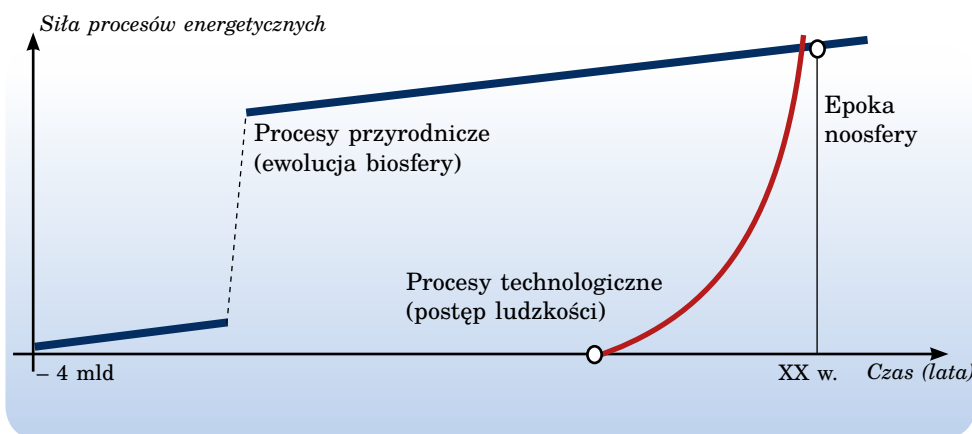 Siła procesów energetycznych
Procesy przyrodnicze
(ewolucja biosfery)
Epoka
noosfery
Procesy technologiczne
(postęp ludzkości)
– 4 mld
XX w.
Czas (lata)